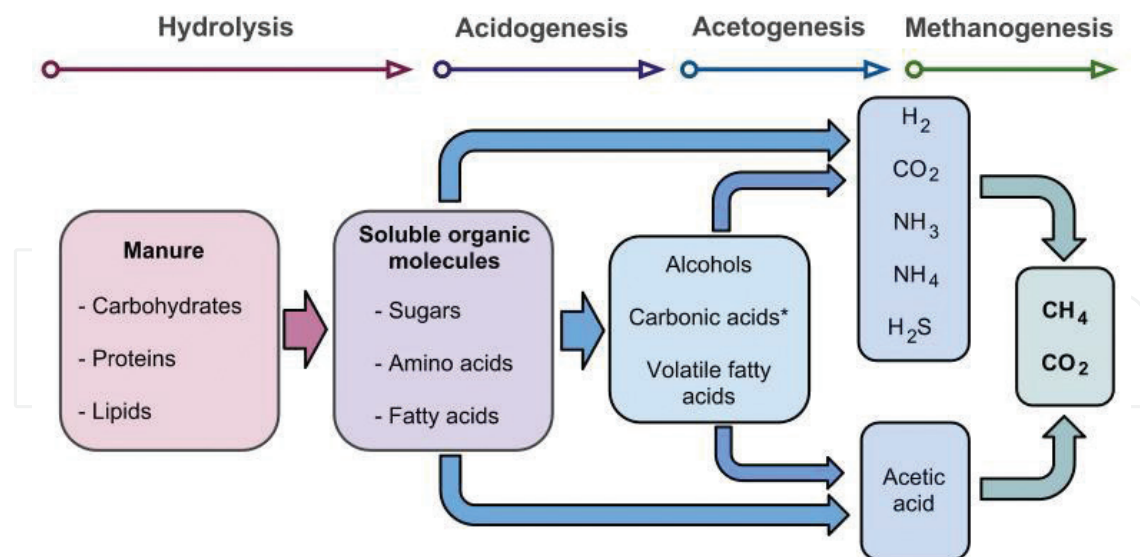 Hydrolysis
Acidogenesis
Acetogenesis
Methanogenesis
Manure
- Carbohydrates
- Proteins
- Lipids
Soluble organic
molecules
- Sugars
- Amino acids
- Fatty acids
Alcohols
Carbonic acids*
Volatile fatty
acids
H₂
CO₂
NH₃
NH₄
H₂S
Acetic
acid
CH₄
CO₂